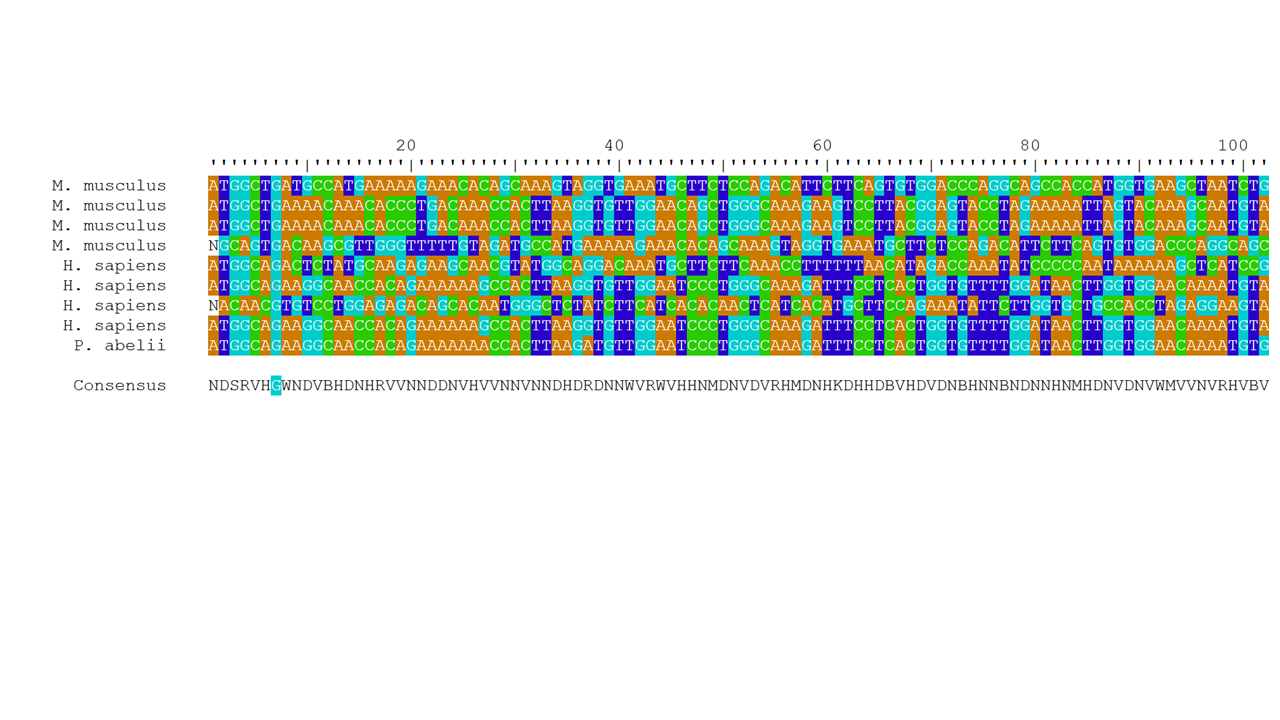 20 40 60 80 100
M. musculus ATGGCTGATGCCATGAAAAAGAAACACAGCAAAGTAGGTGAAATGCTTCTCCAGACATTCTTCAGTGTGGACCCAGGCAGCCACCATGGTGAAGCTAATCTG
M. musculus ATGGCTGAAAACAAACACCCTGACAAACCACTTAAGGTGTTGGAACAGCTGGGCAAAGAAGTCCTTACGGAGTACCTAGAAAAATTAGTACAAAGCAATGTA
M. musculus ATGGCTGAAAACAAACACCCTGACAAACCACTTAAGGTGTTGGAACAGCTGGGCAAAGAAGTCCTTACGGAGTACCTAGAAAAATTAGTACAAAGCAATGTA
M. musculus NGCAGTGACAAGCGTTGGGTTTTTGTAGATGCCATGAAAAAGAAACACAGCAAAGTAGGTGAAATGCTTCTCCAGACATTCTTCAGTGTGGACCCAGGCAGC
H. sapiens ATGGCAGACTCTATGCAAGAGAAGCAACGTATGGCAGGACAAATGCTTCTTCAAACCTTTTTTAACATAGACCAAATATCCCCCAATAAAAAAGCTCATCCG
H. sapiens ATGGCAGAAGGCAACCACAGAAAAAAGCCACTTAAGGTGTTGGAATCCCTGGGCAAAGATTTCCTCACTGGTGTTTTGGATAACTTGGTGGAACAAAATGTA
H. sapiens NACAACGTGTCCTGGAGAGACAGCACAATGGGCTCTATCTTCATCACACAACTCATCACATGCTTCCAGAAATATTCTTGGTGCTGCCACCTAGAGGAAGTA
H. sapiens ATGGCAGAAGGCAACCACAGAAAAAAGCCACTTAAGGTGTTGGAATCCCTGGGCAAAGATTTCCTCACTGGTGTTTTGGATAACTTGGTGGAACAAAATGTA
P. abelii ATGGCAGAAGGCAACCACAGAAAAAAACCACTTAAGATGTTGGAATCCCTGGGCAAAGATTTCCTCACTGGTGTTTTGGATAACTTGGTGGAACAAAATGTG
Consensus NDSRVHGWNDVBHDNHRVVNNDDNVHVVNNVNNDHDRDNNWVRWVHHNMDNVDVRHMDNHKDHHDBVHDVDNBHNNBNDNNHNMHDNVDNVWMVVNVRHVBV